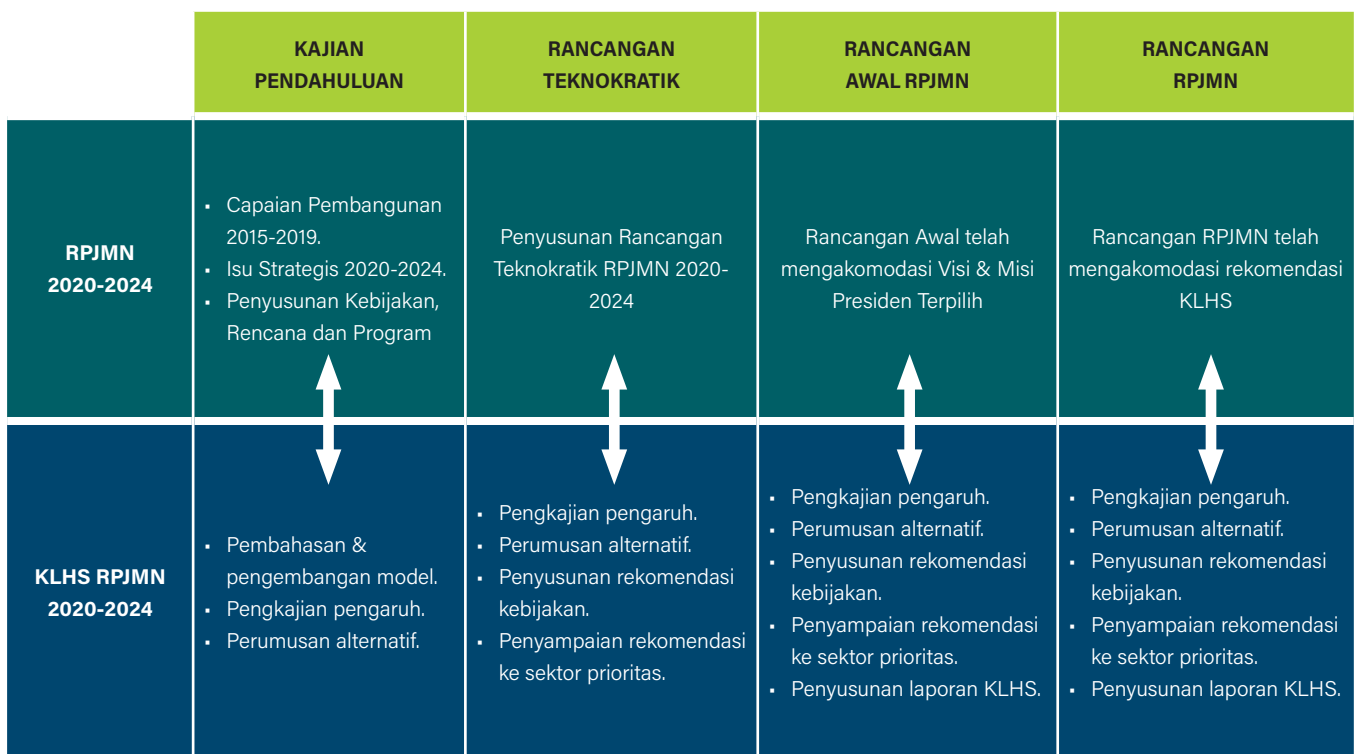 KAJIAN
PENDAHULUAN
RANCANGAN
TEKNOKRATIK
RANCANGAN
AWAL RPJMN
RANCANGAN
RPJMN
RPJMN
2020-2024
▪ Capaian Pembangunan
2015-2019.
▪ Isu Strategis 2020-2024.
▪ Penyusunan Kebijakan,
Rencana dan Program
Penyusunan Rancangan
Teknokratik RPJMN 2020-
2024
Rancangan Awal telah
mengakomodasi Visi & Misi
Presiden Terpilih
Rancangan RPJMN telah
mengakomodasi rekomendasi
KLHS
KLHS RPJMN
2020-2024
▪ Pembahasan &
pengembangan model.
▪ Pengkajian pengaruh.
▪ Perumusan alternatif.
▪ Pengkajian pengaruh.
▪ Perumusan alternatif.
▪ Penyusunan rekomendasi
kebijakan.
▪ Penyampaian rekomendasi
ke sektor prioritas.
▪ Pengkajian pengaruh.
▪ Perumusan alternatif.
▪ Penyusunan rekomendasi
kebijakan.
▪ Penyampaian rekomendasi
ke sektor prioritas.
▪ Penyusunan laporan KLHS.
▪ Pengkajian pengaruh.
▪ Perumusan alternatif.
▪ Penyusunan rekomendasi
kebijakan.
▪ Penyampaian rekomendasi
ke sektor prioritas.
▪ Penyusunan laporan KLHS.